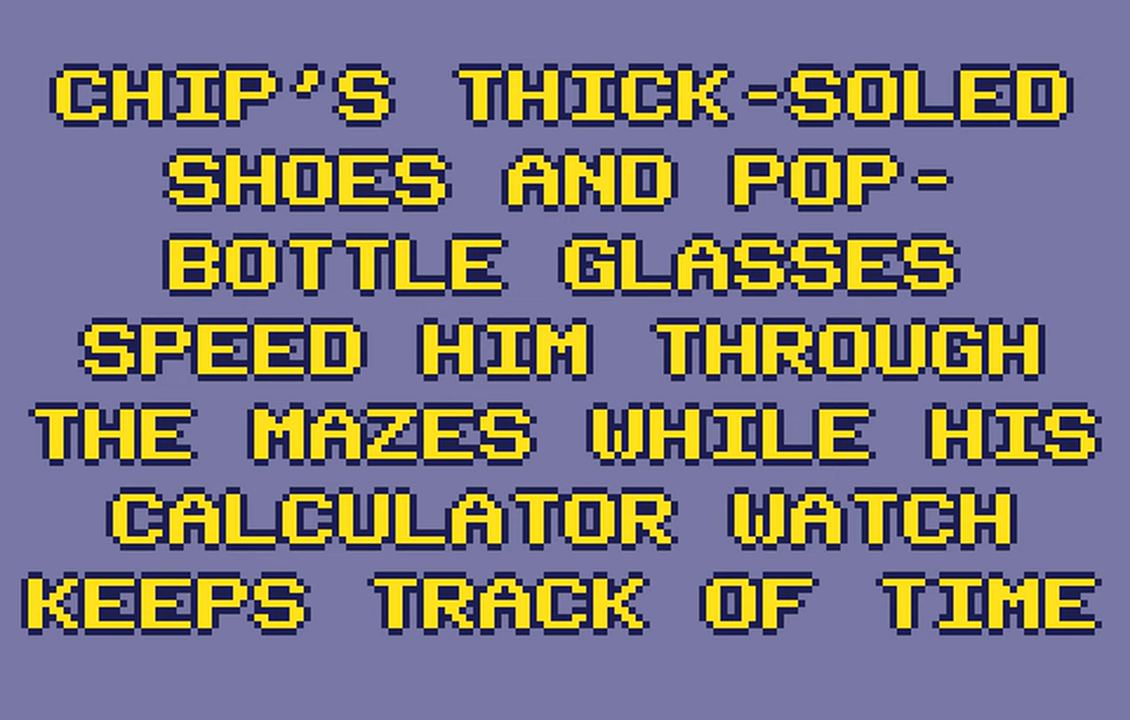 CHIP'S THICK-SOLED
SHOES AND POP-
BOTTLE GLASSES
SPEED HIM THROUGH
THE MAZES WHILE HIS
CALCULATOR WATCH
KEEPS TRACK OF TIME